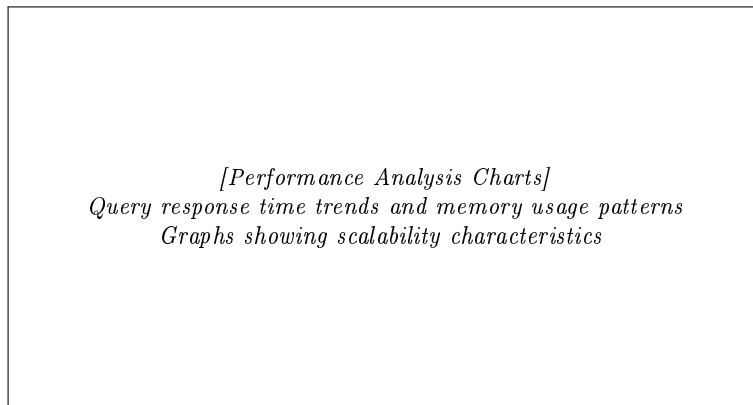 [Performance Analysis Charts]
Query response time trends and memory usage patterns
Graphs showing scalability characteristics